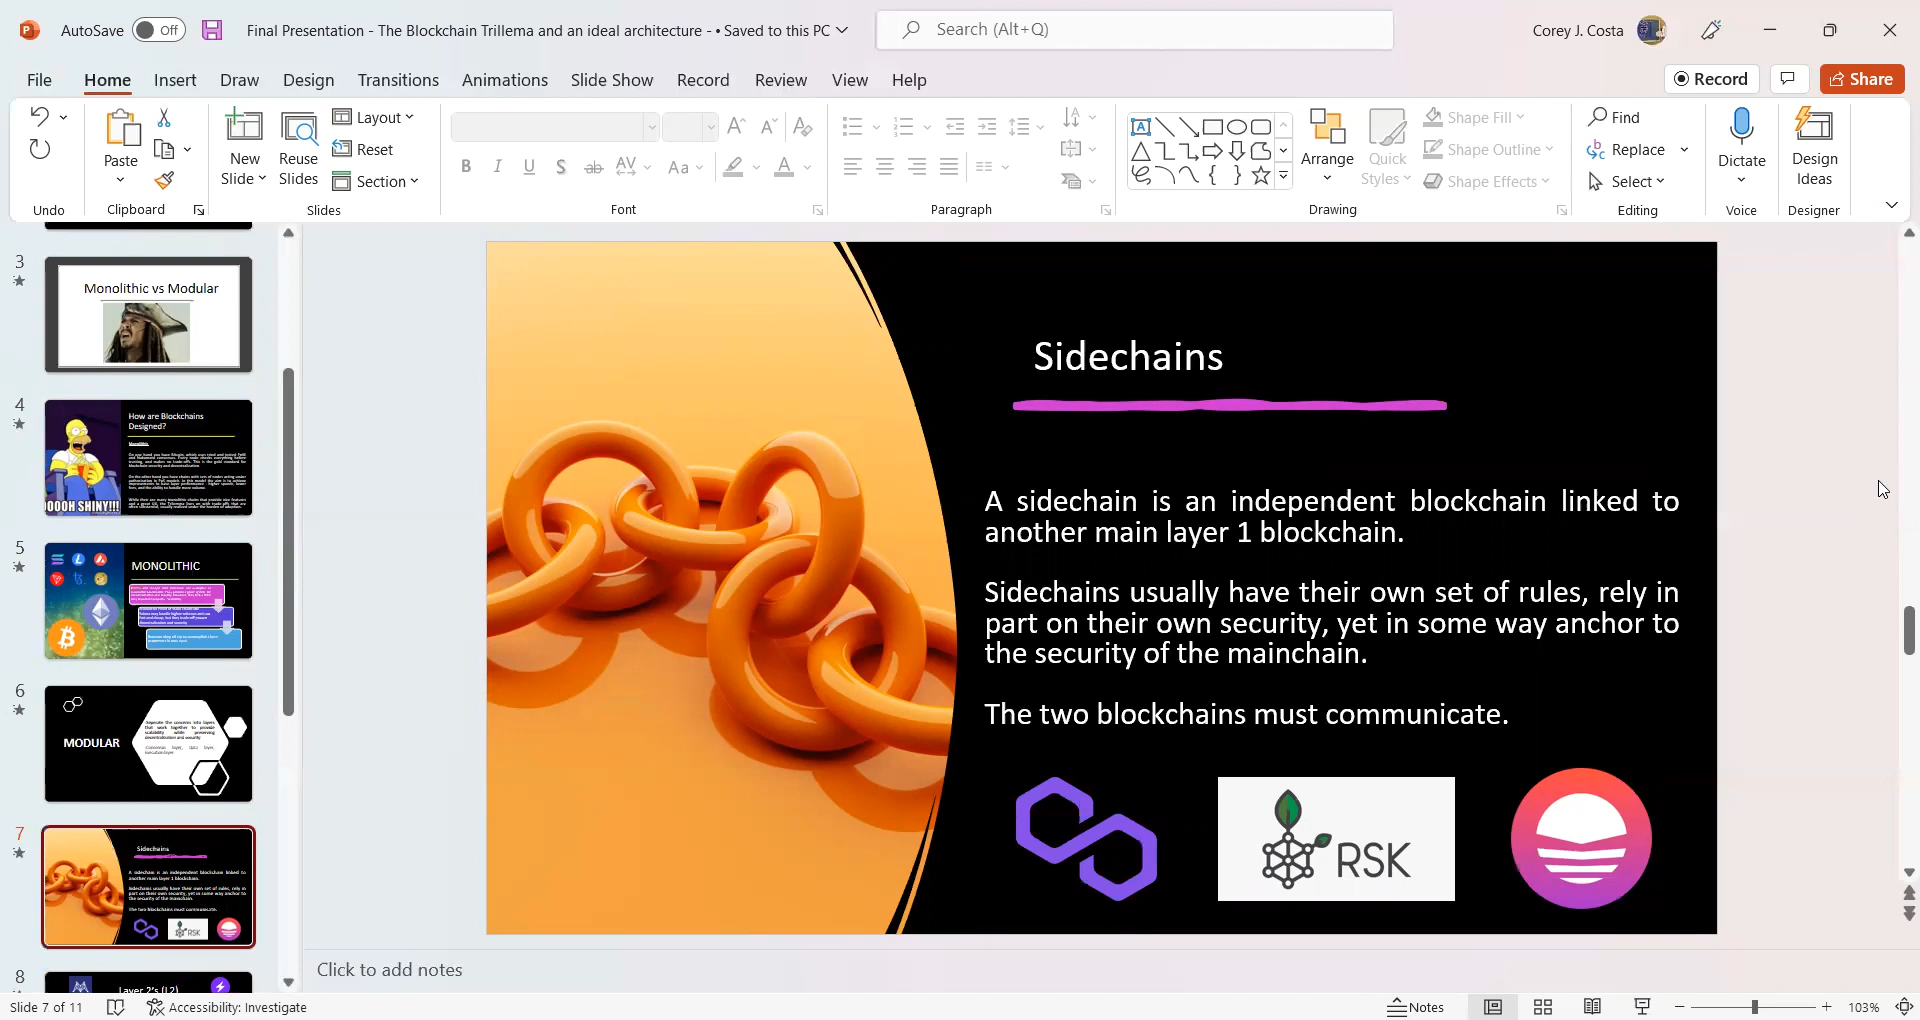 AutoSave Off Final Presentation - The Blockchain Trillema and an ideal architecture - • Saved to this PC Search (Alt+Q) Corey J. Costa
File Home Insert Draw Design Transitions Animations Slide Show Record Review View Help Record Share
Paste
New Slide
Reuse Slides
Layout
Reset
Section
Arrange
Quick Styles
Shape Fill
Shape Outline
Shape Effects
Find
Replace
Select
Dictate
Design Ideas
Undo Clipboard Slides Font Paragraph Drawing Editing Voice Designer
3
Monolithic vs Modular
4
How are Blockchains
Designed?
Monolithic
OOOH SHINY!!!
5
MONOLITHIC
6
MODULAR
7
Sidechains
A sidechain is an independent blockchain linked to
another main layer 1 blockchain.
Sidechains usually have their own set of rules, rely in
part on their own security, yet in some way anchor to
the security of the mainchain.
The two blockchains must communicate.
RSK
8
Layer 2's (L2)
Sidechains
A sidechain is an independent blockchain linked to
another main layer 1 blockchain.
Sidechains usually have their own set of rules, rely in
part on their own security, yet in some way anchor to
the security of the mainchain.
The two blockchains must communicate.
RSK
Click to add notes
Slide 7 of 11 Accessibility: Investigate Notes 103%